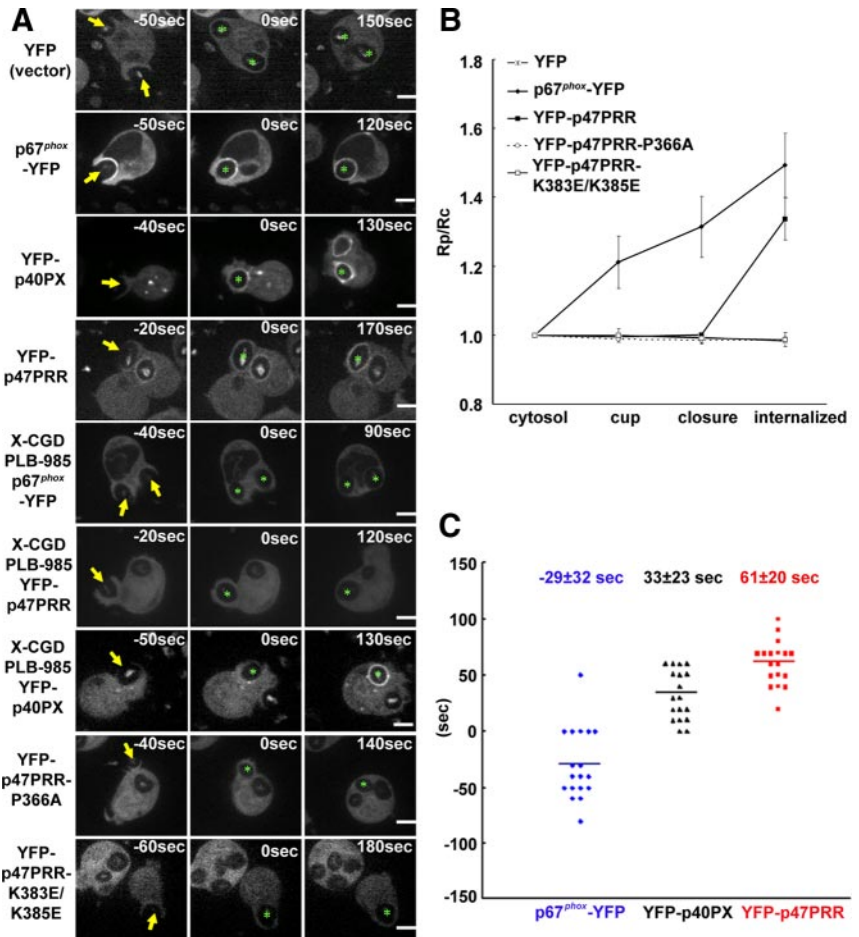 A
YFP
(vector)
-50sec
0sec
150sec
p67phox
-YFP
-50sec
0sec
120sec
YFP-
p40PX
-40sec
0sec
130sec
YFP-
p47PRR
-20sec
0sec
170sec
X-CGD
PLB-985
p67phox
-YFP
-40sec
0sec
90sec
X-CGD
PLB-985
YFP-
p47PRR
-20sec
0sec
120sec
X-CGD
PLB-985
YFP-
p40PX
-50sec
0sec
130sec
YFP-
p47PRR-
P366A
-40sec
0sec
140sec
YFP-
p47PRR-
K383E/
K385E
-60sec
0sec
180sec
B
YFP
p67phox-YFP
YFP-p47PRR
YFP-p47PRR-P366A
YFP-p47PRR-
K383E/K385E
Rp/Rc
1.8
1.6
1.4
1.2
1.0
0.8
cytosol cup closure internalized
C
-29±32 sec 33±23 sec 61±20 sec
(sec)
150
100
50
0
-50
-100
-150
p67phox-YFP YFP-p40PX YFP-p47PRR